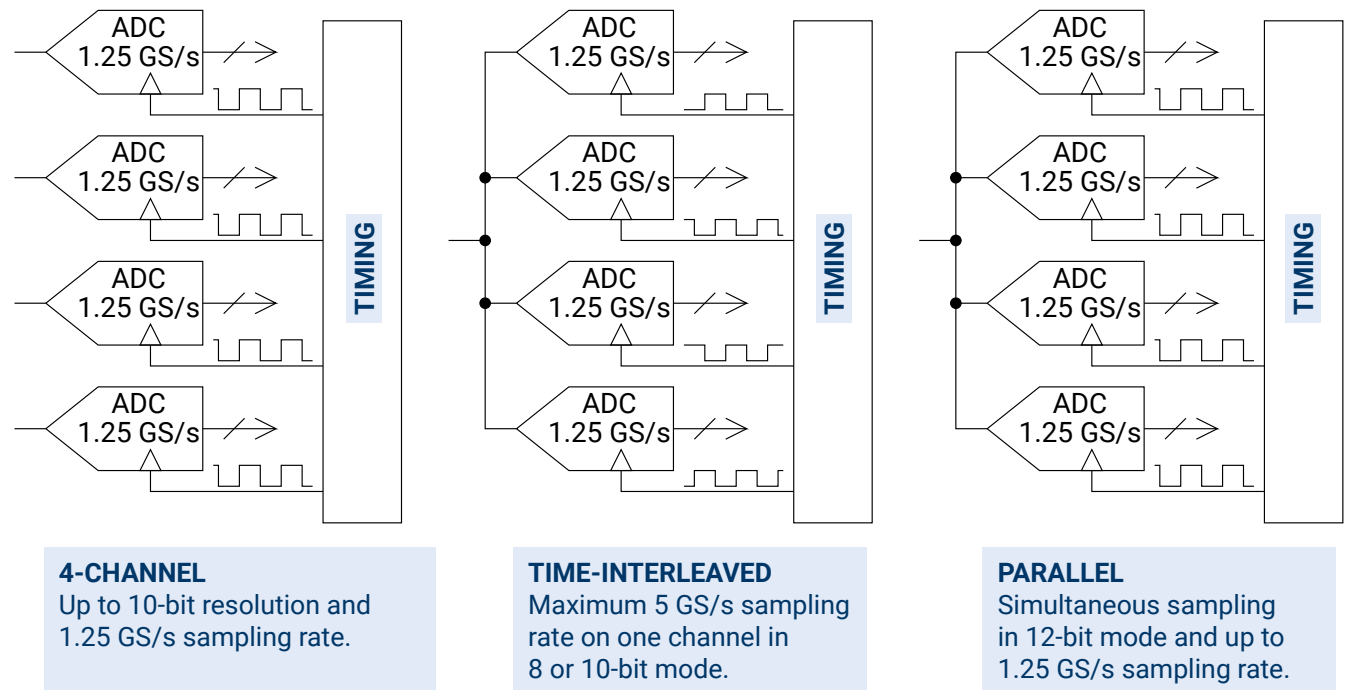 ADC
1.25 GS/s
ADC
1.25 GS/s
ADC
1.25 GS/s
ADC
1.25 GS/s
TIMING
4-CHANNEL
Up to 10-bit resolution and
1.25 GS/s sampling rate.
ADC
1.25 GS/s
ADC
1.25 GS/s
ADC
1.25 GS/s
ADC
1.25 GS/s
TIMING
TIME-INTERLEAVED
Maximum 5 GS/s sampling
rate on one channel in
8 or 10-bit mode.
ADC
1.25 GS/s
ADC
1.25 GS/s
ADC
1.25 GS/s
ADC
1.25 GS/s
TIMING
PARALLEL
Simultaneous sampling
in 12-bit mode and up to
1.25 GS/s sampling rate.